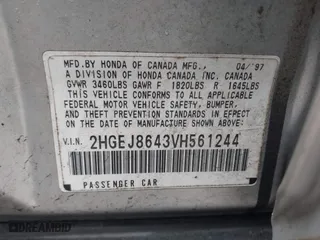 MFD.BY HONDA OF CANADA MFG., 04/'97
A DIVISION OF HONDA CANADA INC. CANADA
GVWR 3460LBS GAWR F 1820LBS R 1645LBS
THIS VEHICLE CONFORMS TO ALL APPLICABLE
FEDERAL MOTOR VEHICLE SAFETY, BUMPER,
AND THEFT PREVENTION STANDARDS IN EFFECT
ON THE DATE OF MANUFACTURE SHOWN ABOVE.
V.I.N. 2HGEJ8643VH561244
PASSENGER CAR
GREATBIDAUTO